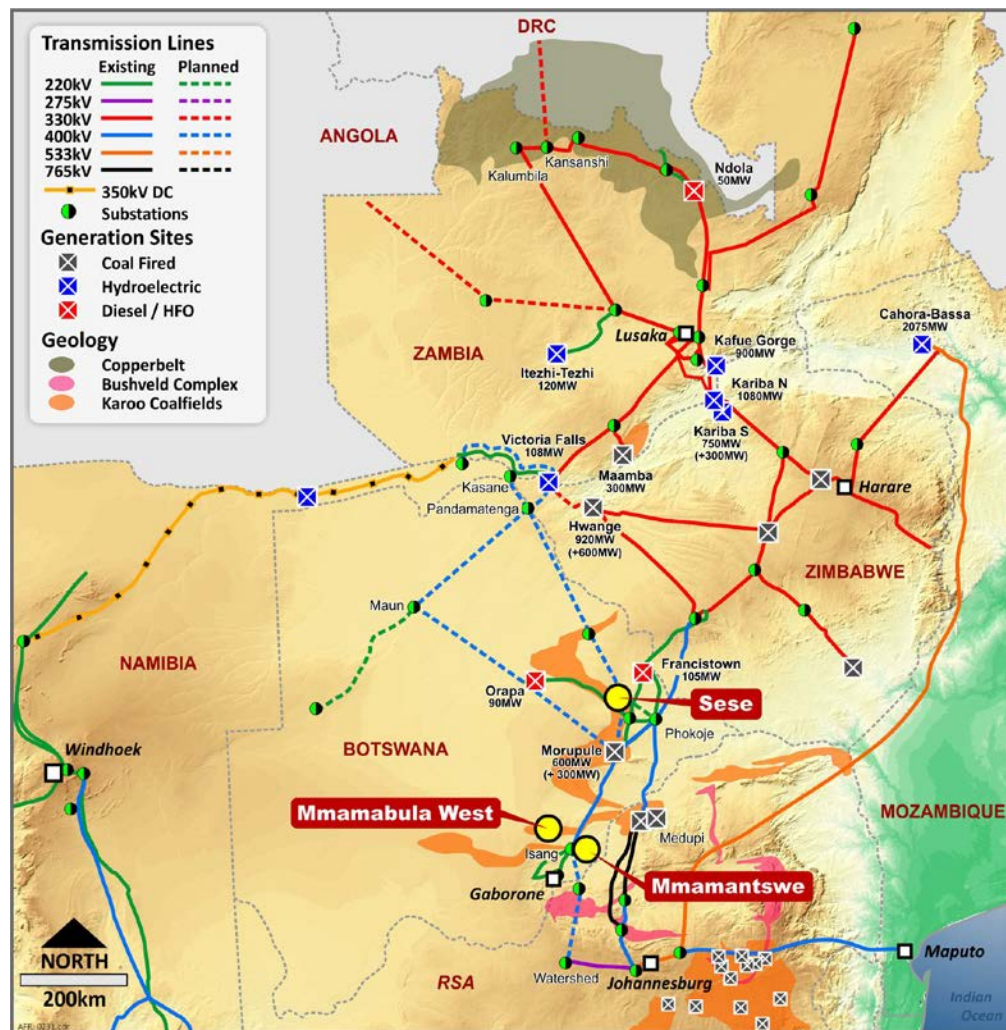 Transmission Lines
Existing Planned
220kV
275kV
330kV
400kV
533kV
765kV
350kV DC
Substations
Generation Sites
Coal Fired
Hydroelectric
Diesel / HFO
Geology
Copperbelt
Bushveld Complex
Karoo Coalfields
DRC
ANGOLA
Kansanshi
Kalumbila
Ndola
50MW
ZAMBIA
Lusaka
Itezhi-Tezhi
120MW
Kafue Gorge
900MW
Kariba N
1080MW
Kariba S
750MW
(+300MW)
Cahora-Bassa
2075MW
Victoria Falls
108MW
Maamba
300MW
Kasane
Pandamatenga
Hwange
920MW
(+600MW)
Harare
ZIMBABWE
Maun
NAMIBIA
Orapa
90MW
Francistown
105MW
Sese
Phokoje
Windhoek
BOTSWANA
Morupule
600MW
(+ 300MW)
Mmamabula West
Isang
Medupi
MOZAMBIQUE
Mmamantswe
Gaborone
NORTH
200km
RSA
Watershed
Johannesburg
Maputo
Indian
Ocean
AFR_0231.cdr